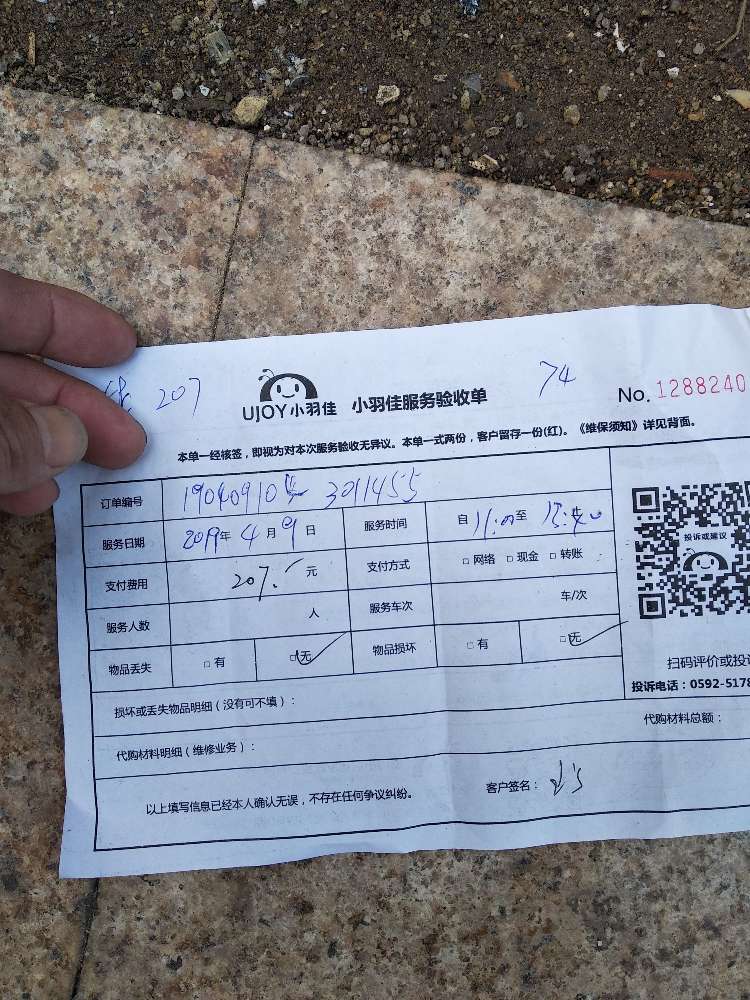 207 74
UJOY小羽佳 小羽佳服务验收单 No. 1288240
本单一经核签，即视为对本次服务验收无异议。本单一式两份，客户留存一份(红)。《维保须知》详见背面。
订单编号 3011455
服务日期 2019年 4 月 9 日 服务时间 自 至
支付费用 207. 元 支付方式 □ 网络 □ 现金 □ 转账
投诉或建议
服务人数 人 服务车次 车/次
物品丢失 □ 有 □无 物品损坏 □ 有 □无
扫码评价或投
投诉电话：0592-5178
损坏或丢失物品明细（没有可不填）：
代购材料明细（维修业务）： 代购材料总额：
以上填写信息已经本人确认无误，不存在任何争议纠纷。 客户签名：